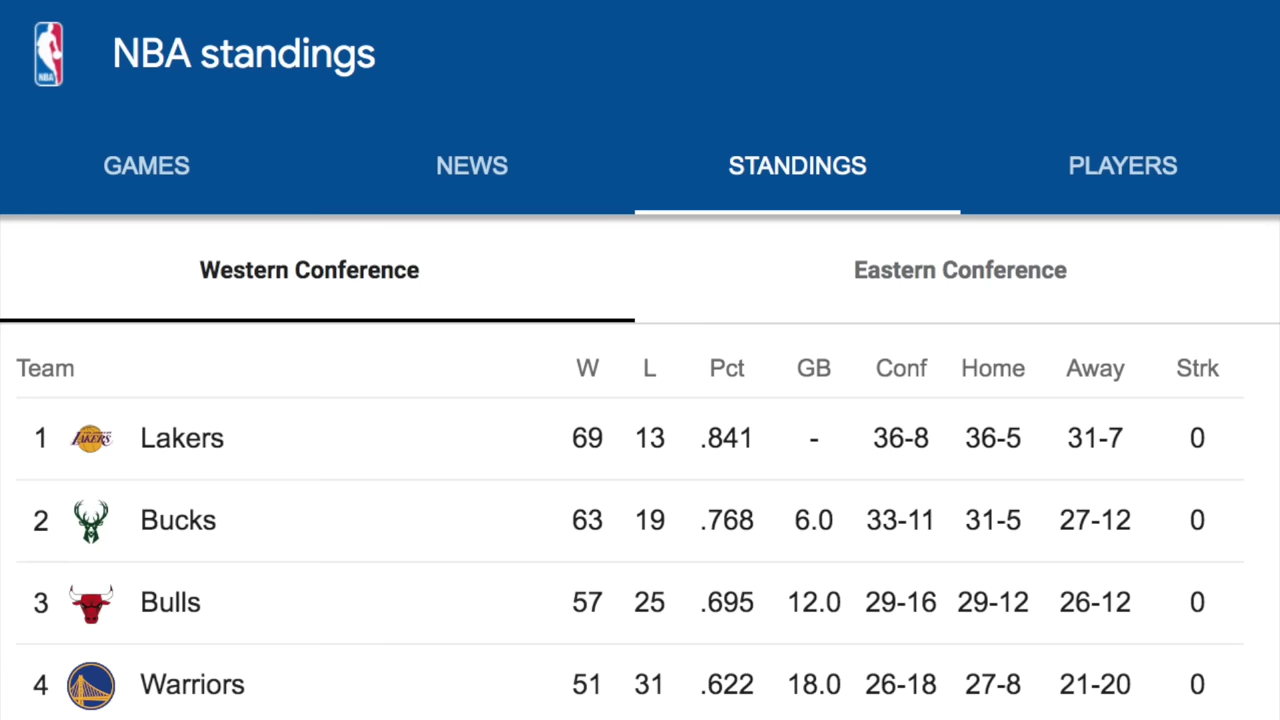 NBA
NBA standings
GAMES NEWS STANDINGS PLAYERS
Western Conference Eastern Conference
Team W L Pct GB Conf Home Away Strk
1 LAKERS Lakers 69 13 .841 - 36-8 36-5 31-7 0
2 Bucks 63 19 .768 6.0 33-11 31-5 27-12 0
3 Bulls 57 25 .695 12.0 29-16 29-12 26-12 0
4 Warriors 51 31 .622 18.0 26-18 27-8 21-20 0